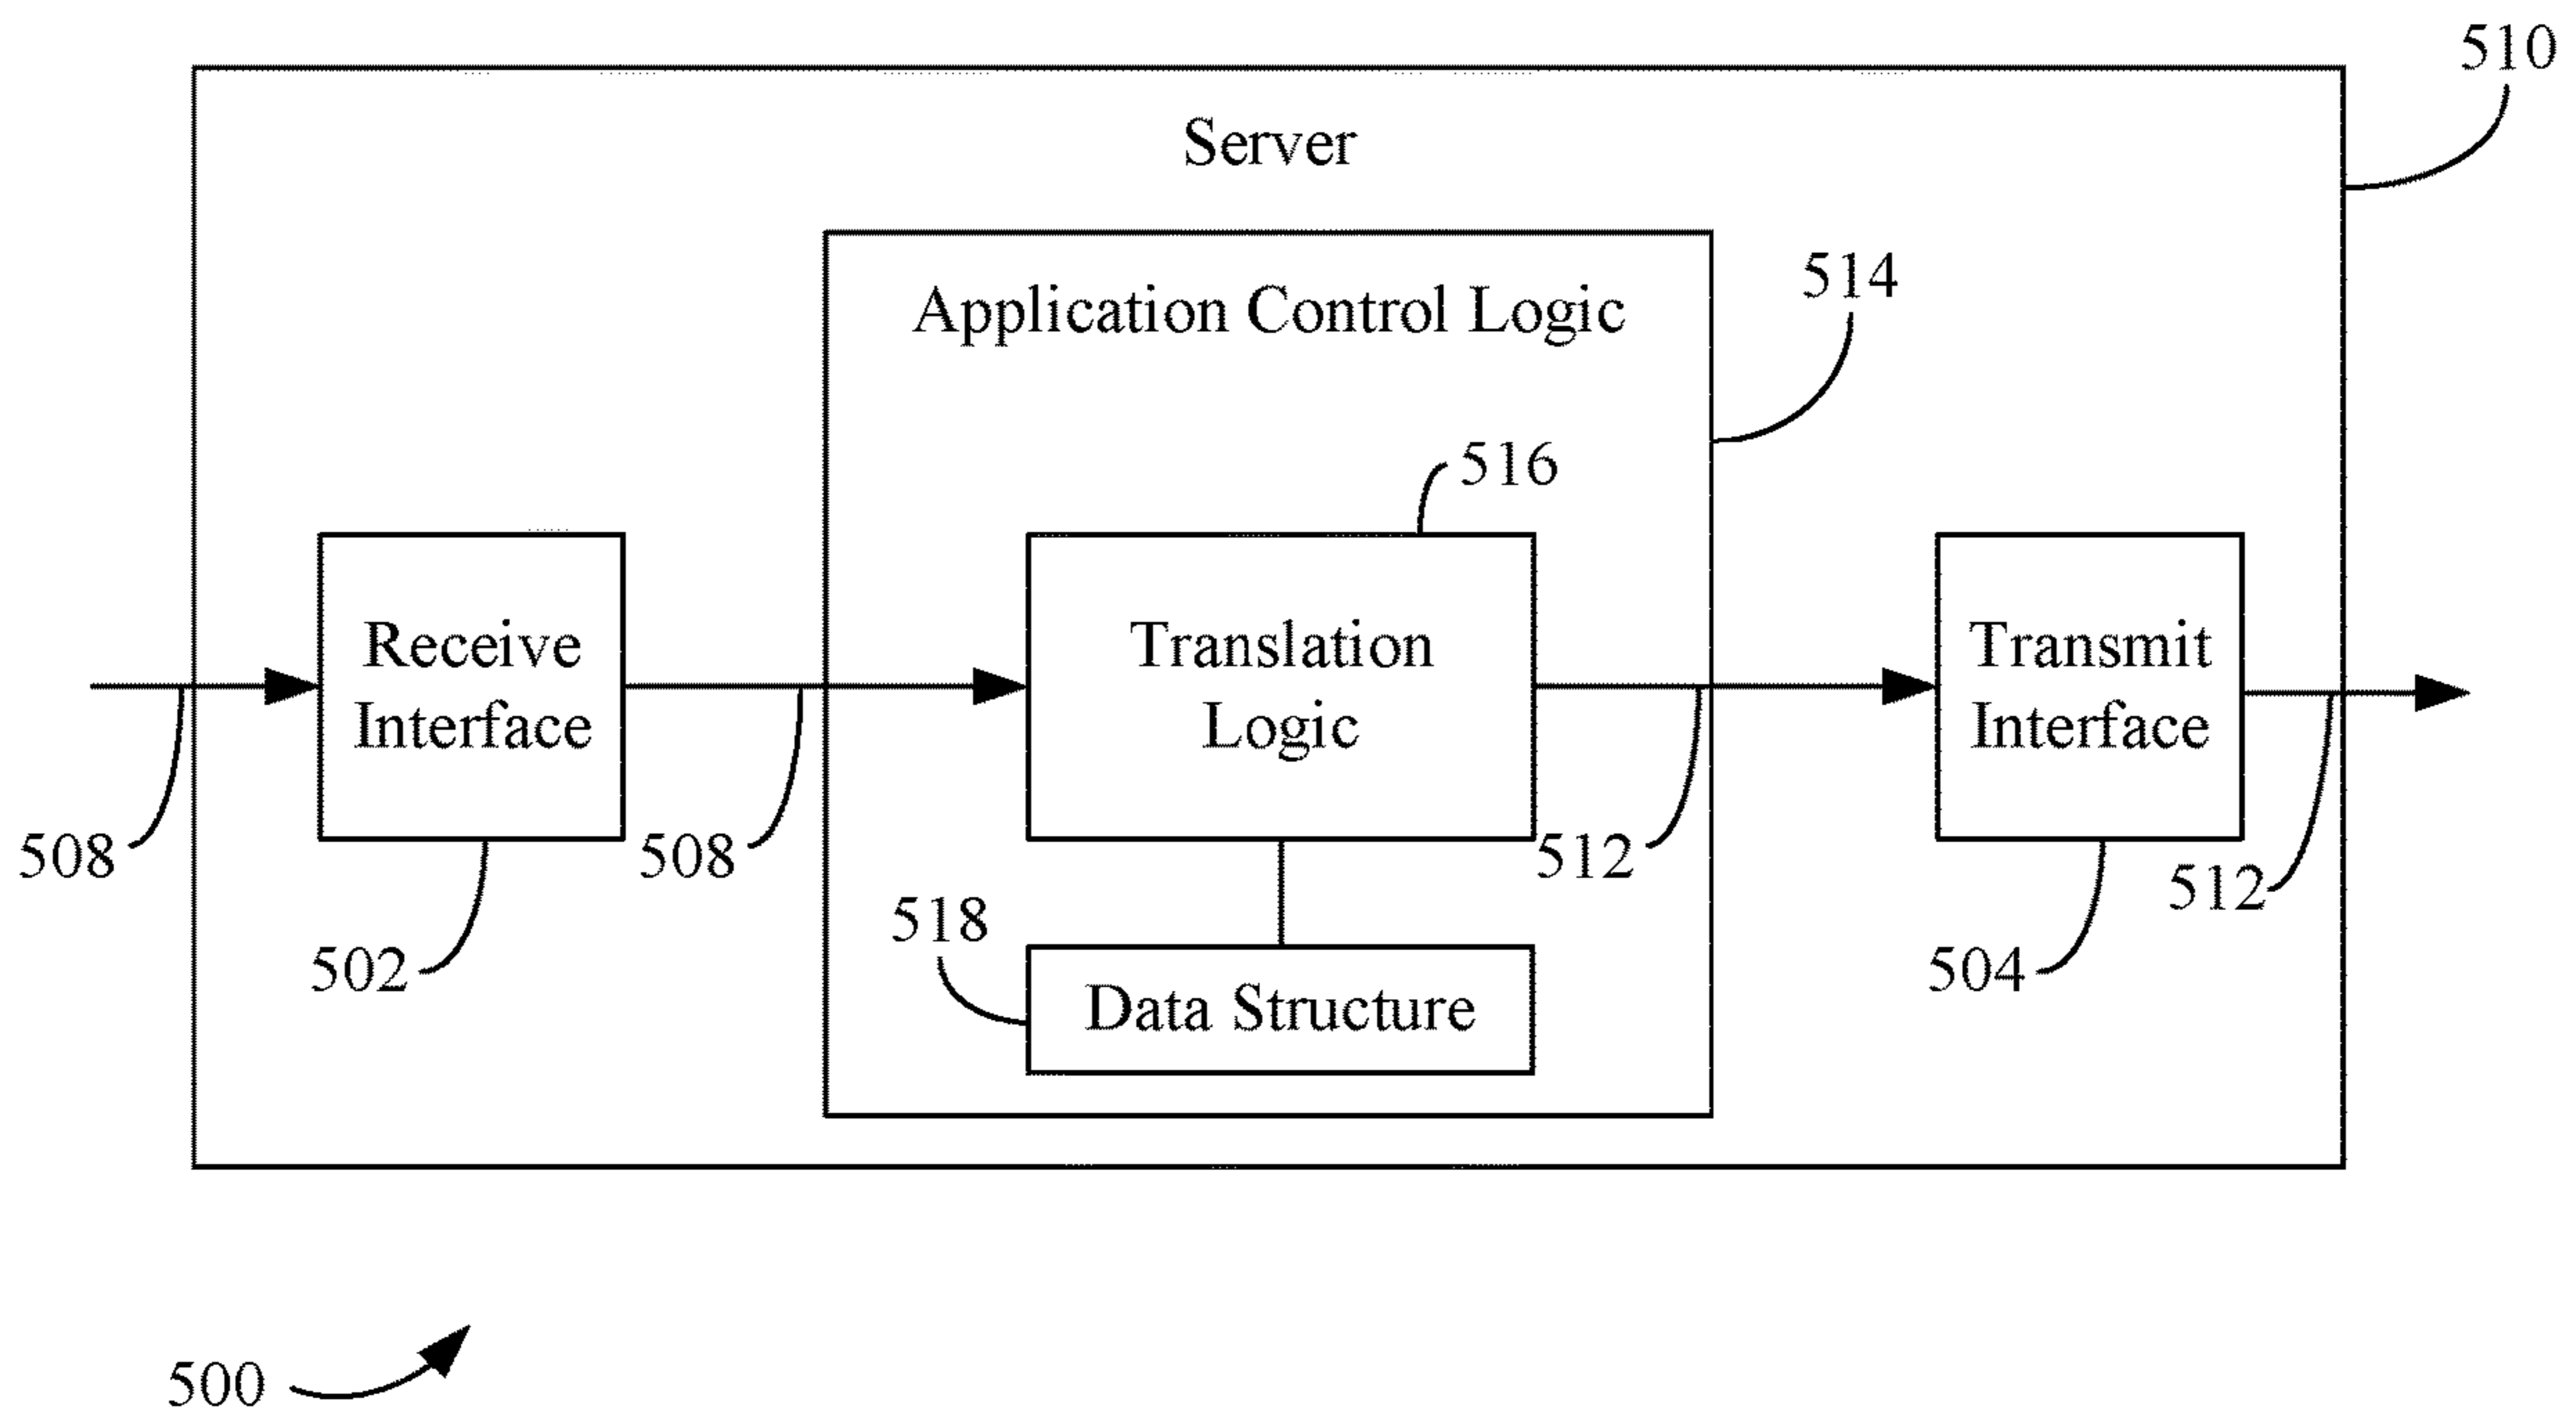 510
Server
514
Application Control Logic
516
Receive
Interface
Translation
Logic
Transmit
Interface
508
508
512
512
518
502
504
Data Structure
500